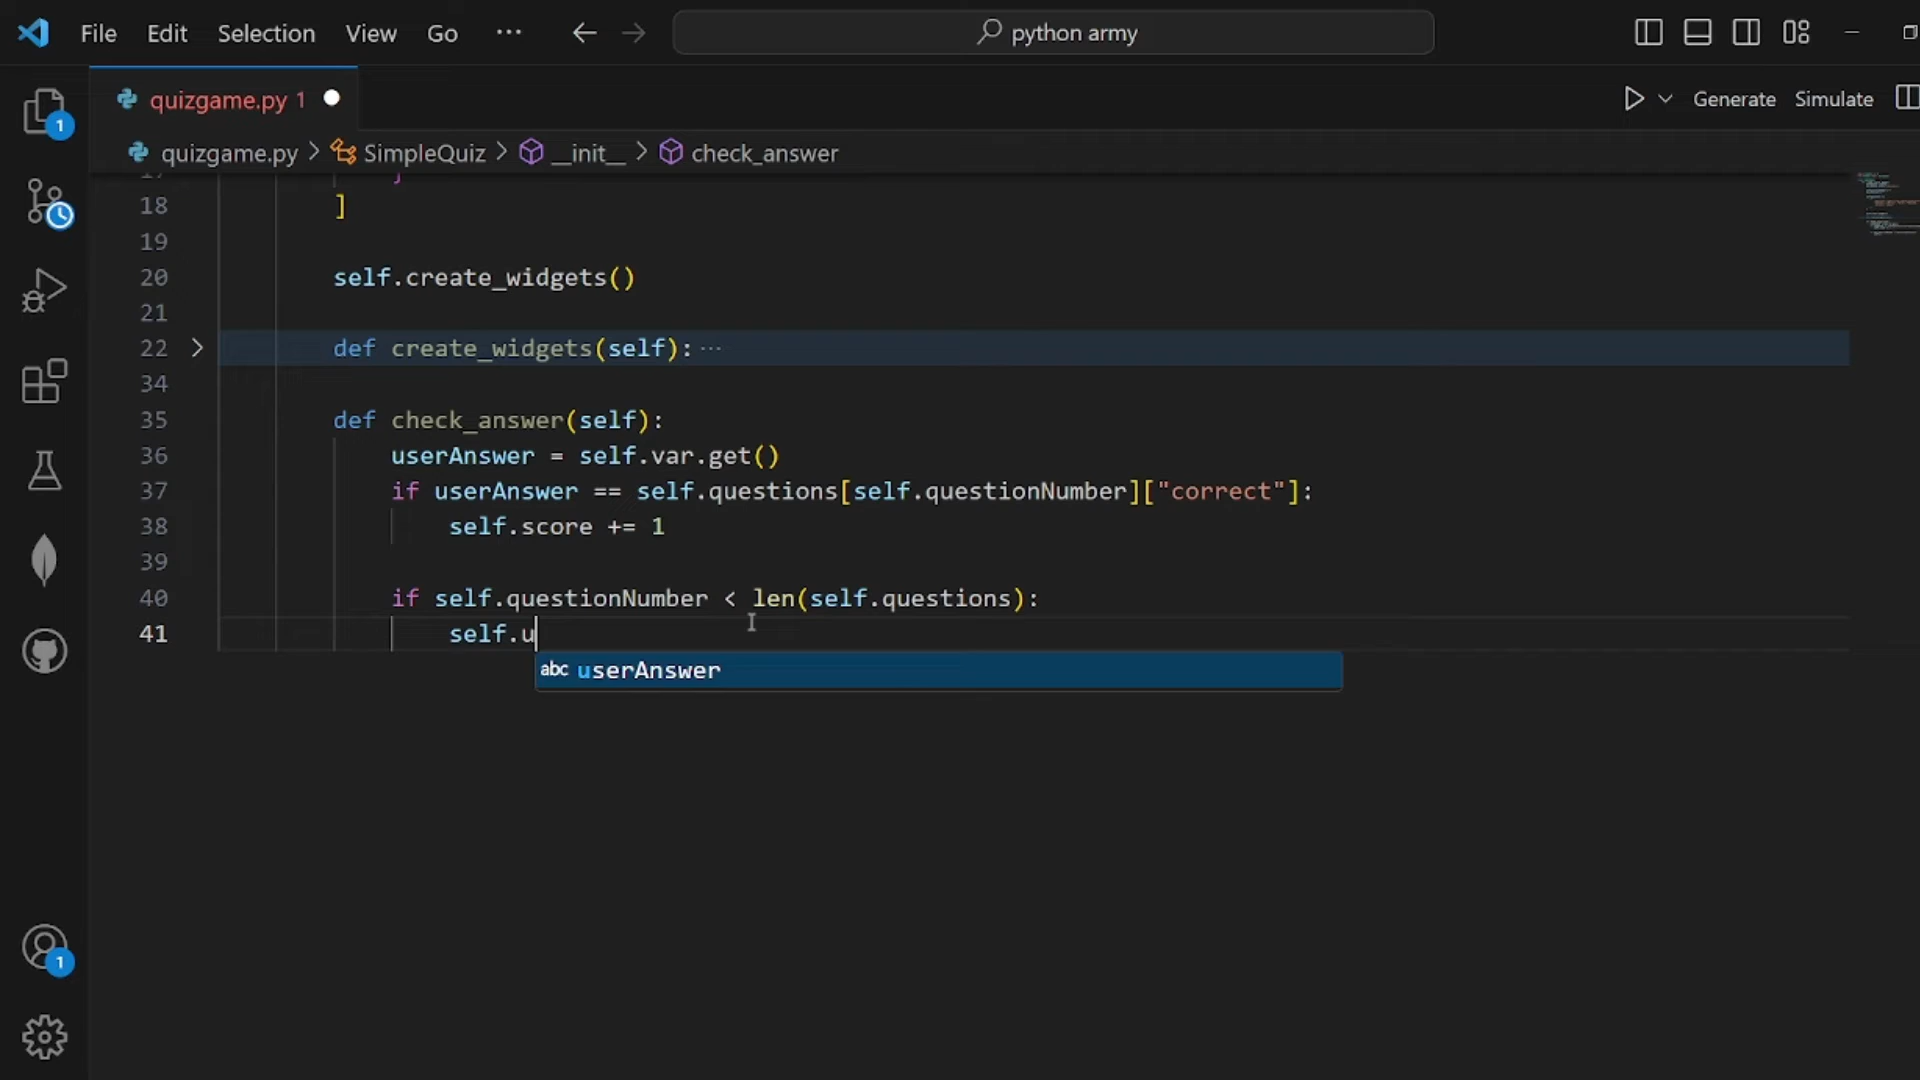 File Edit Selection View Go ··· python army
quizgame.py 1 Generate Simulate
quizgame.py > SimpleQuiz > __init__ > check_answer
1
18 ]
19
20 self.create_widgets()
21
22 def create_widgets(self): ···
34
35 def check_answer(self):
36 userAnswer = self.var.get()
37 if userAnswer == self.questions[self.questionNumber]["correct"]:
38 self.score += 1
39
40 if self.questionNumber < len(self.questions):
41 self.u
abc userAnswer
1